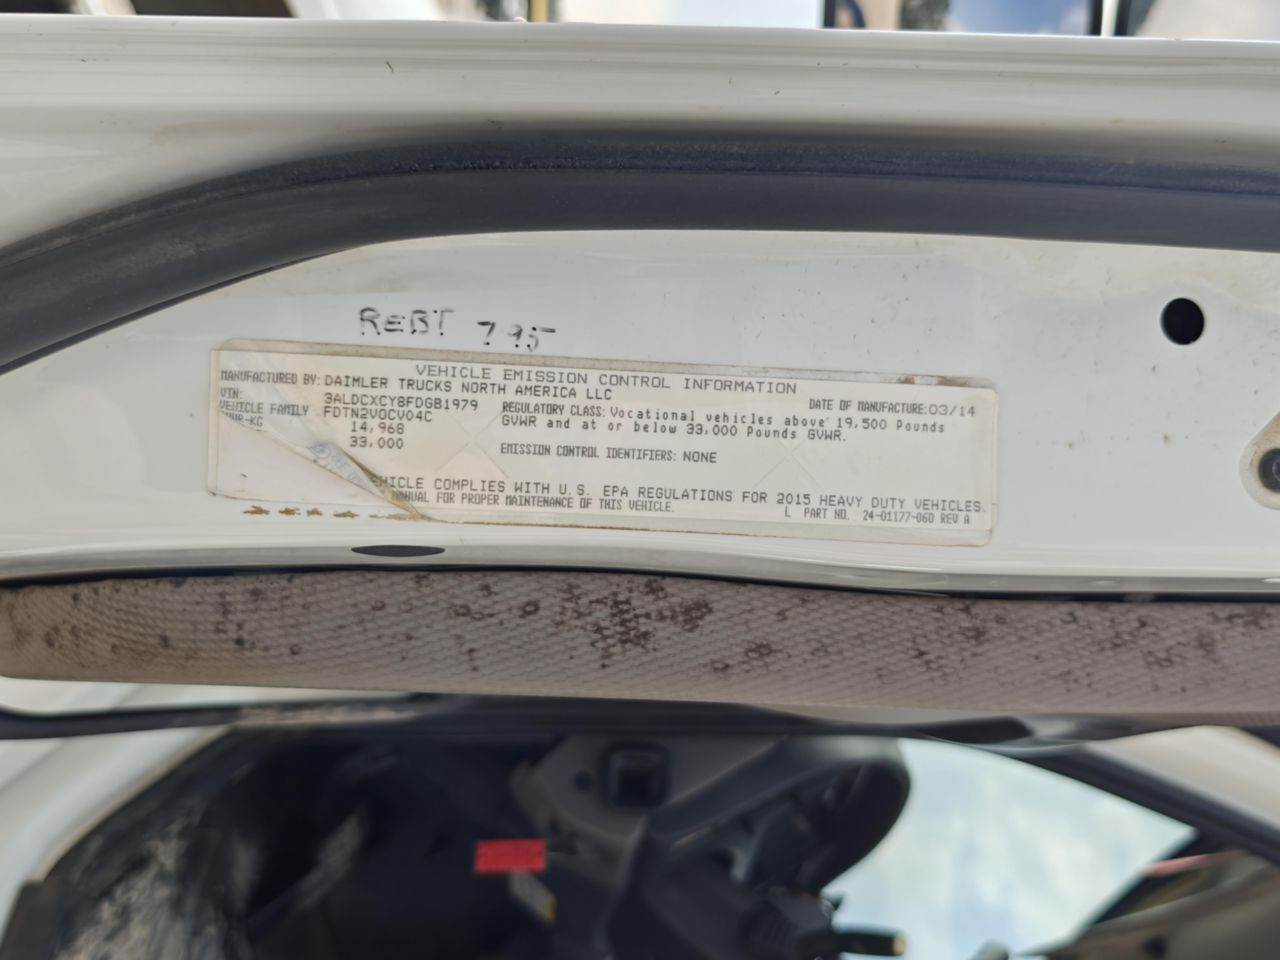 REBT 795
VEHICLE EMISSION CONTROL INFORMATION
MANUFACTURED BY: DAIMLER TRUCKS NORTH AMERICA LLC
DATE OF MANUFACTURE: 03/14
VIN: 3ALDCXCY8FDGB1979
VEHICLE FAMILY FDTN2VOCV04C
REGULATORY CLASS: Vocational vehicles above 19,500 Pounds
GVWR and at or below 33,000 Pounds GVWR.
GVWR-KG 14,968
33,000
EMISSION CONTROL IDENTIFIERS: NONE
HICLE COMPLIES WITH U.S. EPA REGULATIONS FOR 2015 HEAVY DUTY VEHICLES.
MANUAL FOR PROPER MAINTENANCE OF THIS VEHICLE.
L PART NO. 24-01177-060 REV A